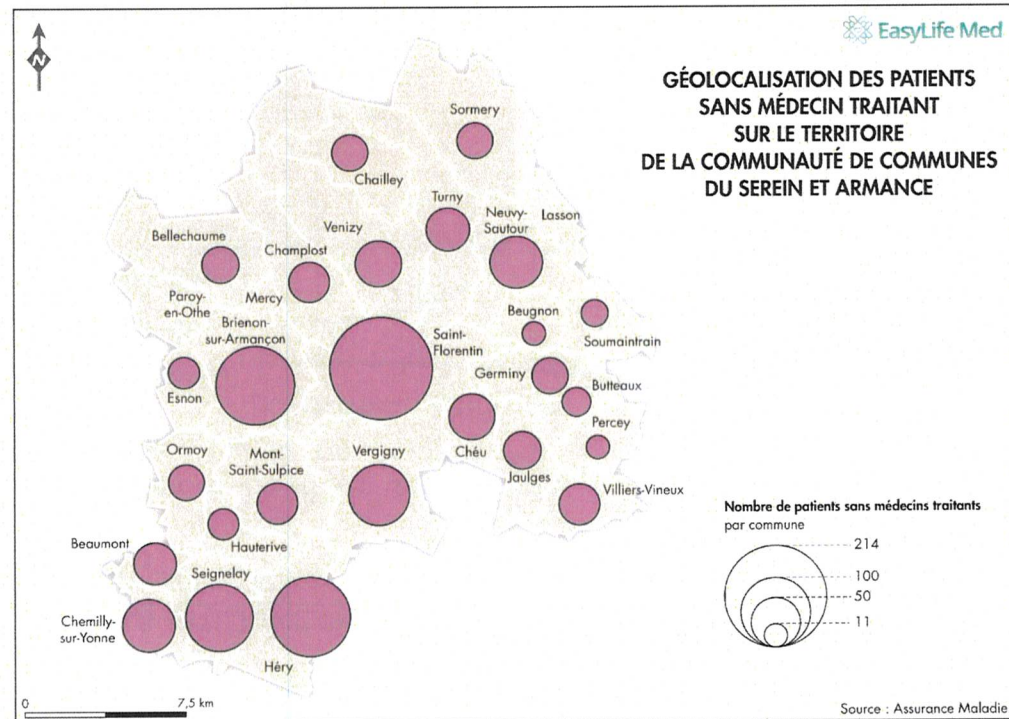 EasyLife Med
GÉOLOCALISATION DES PATIENTS
SANS MÉDECIN TRAITANT
SUR LE TERRITOIRE
DE LA COMMUNAUTÉ DE COMMUNES
DU SEREIN ET ARMANCE
N
Sormery
Chailley
Turny
Neuvy-
Sautour
Lasson
Venizy
Bellechaume
Champlost
Paroy-
en-Othe
Mercy
Brienon-
sur-Armançon
Beugnon
Soumaintrain
Saint-
Florentin
Germiny
Butteaux
Esnon
Percey
Chéu
Jaulges
Ormoy
Mont-
Saint-Sulpice
Vergigny
Villiers-Vineux
Hauterive
Beaumont
Seignelay
Chemilly-
sur-Yonne
Héry
Nombre de patients sans médecins traitants
par commune
214
100
50
11
0 7,5 km
Source : Assurance Maladie